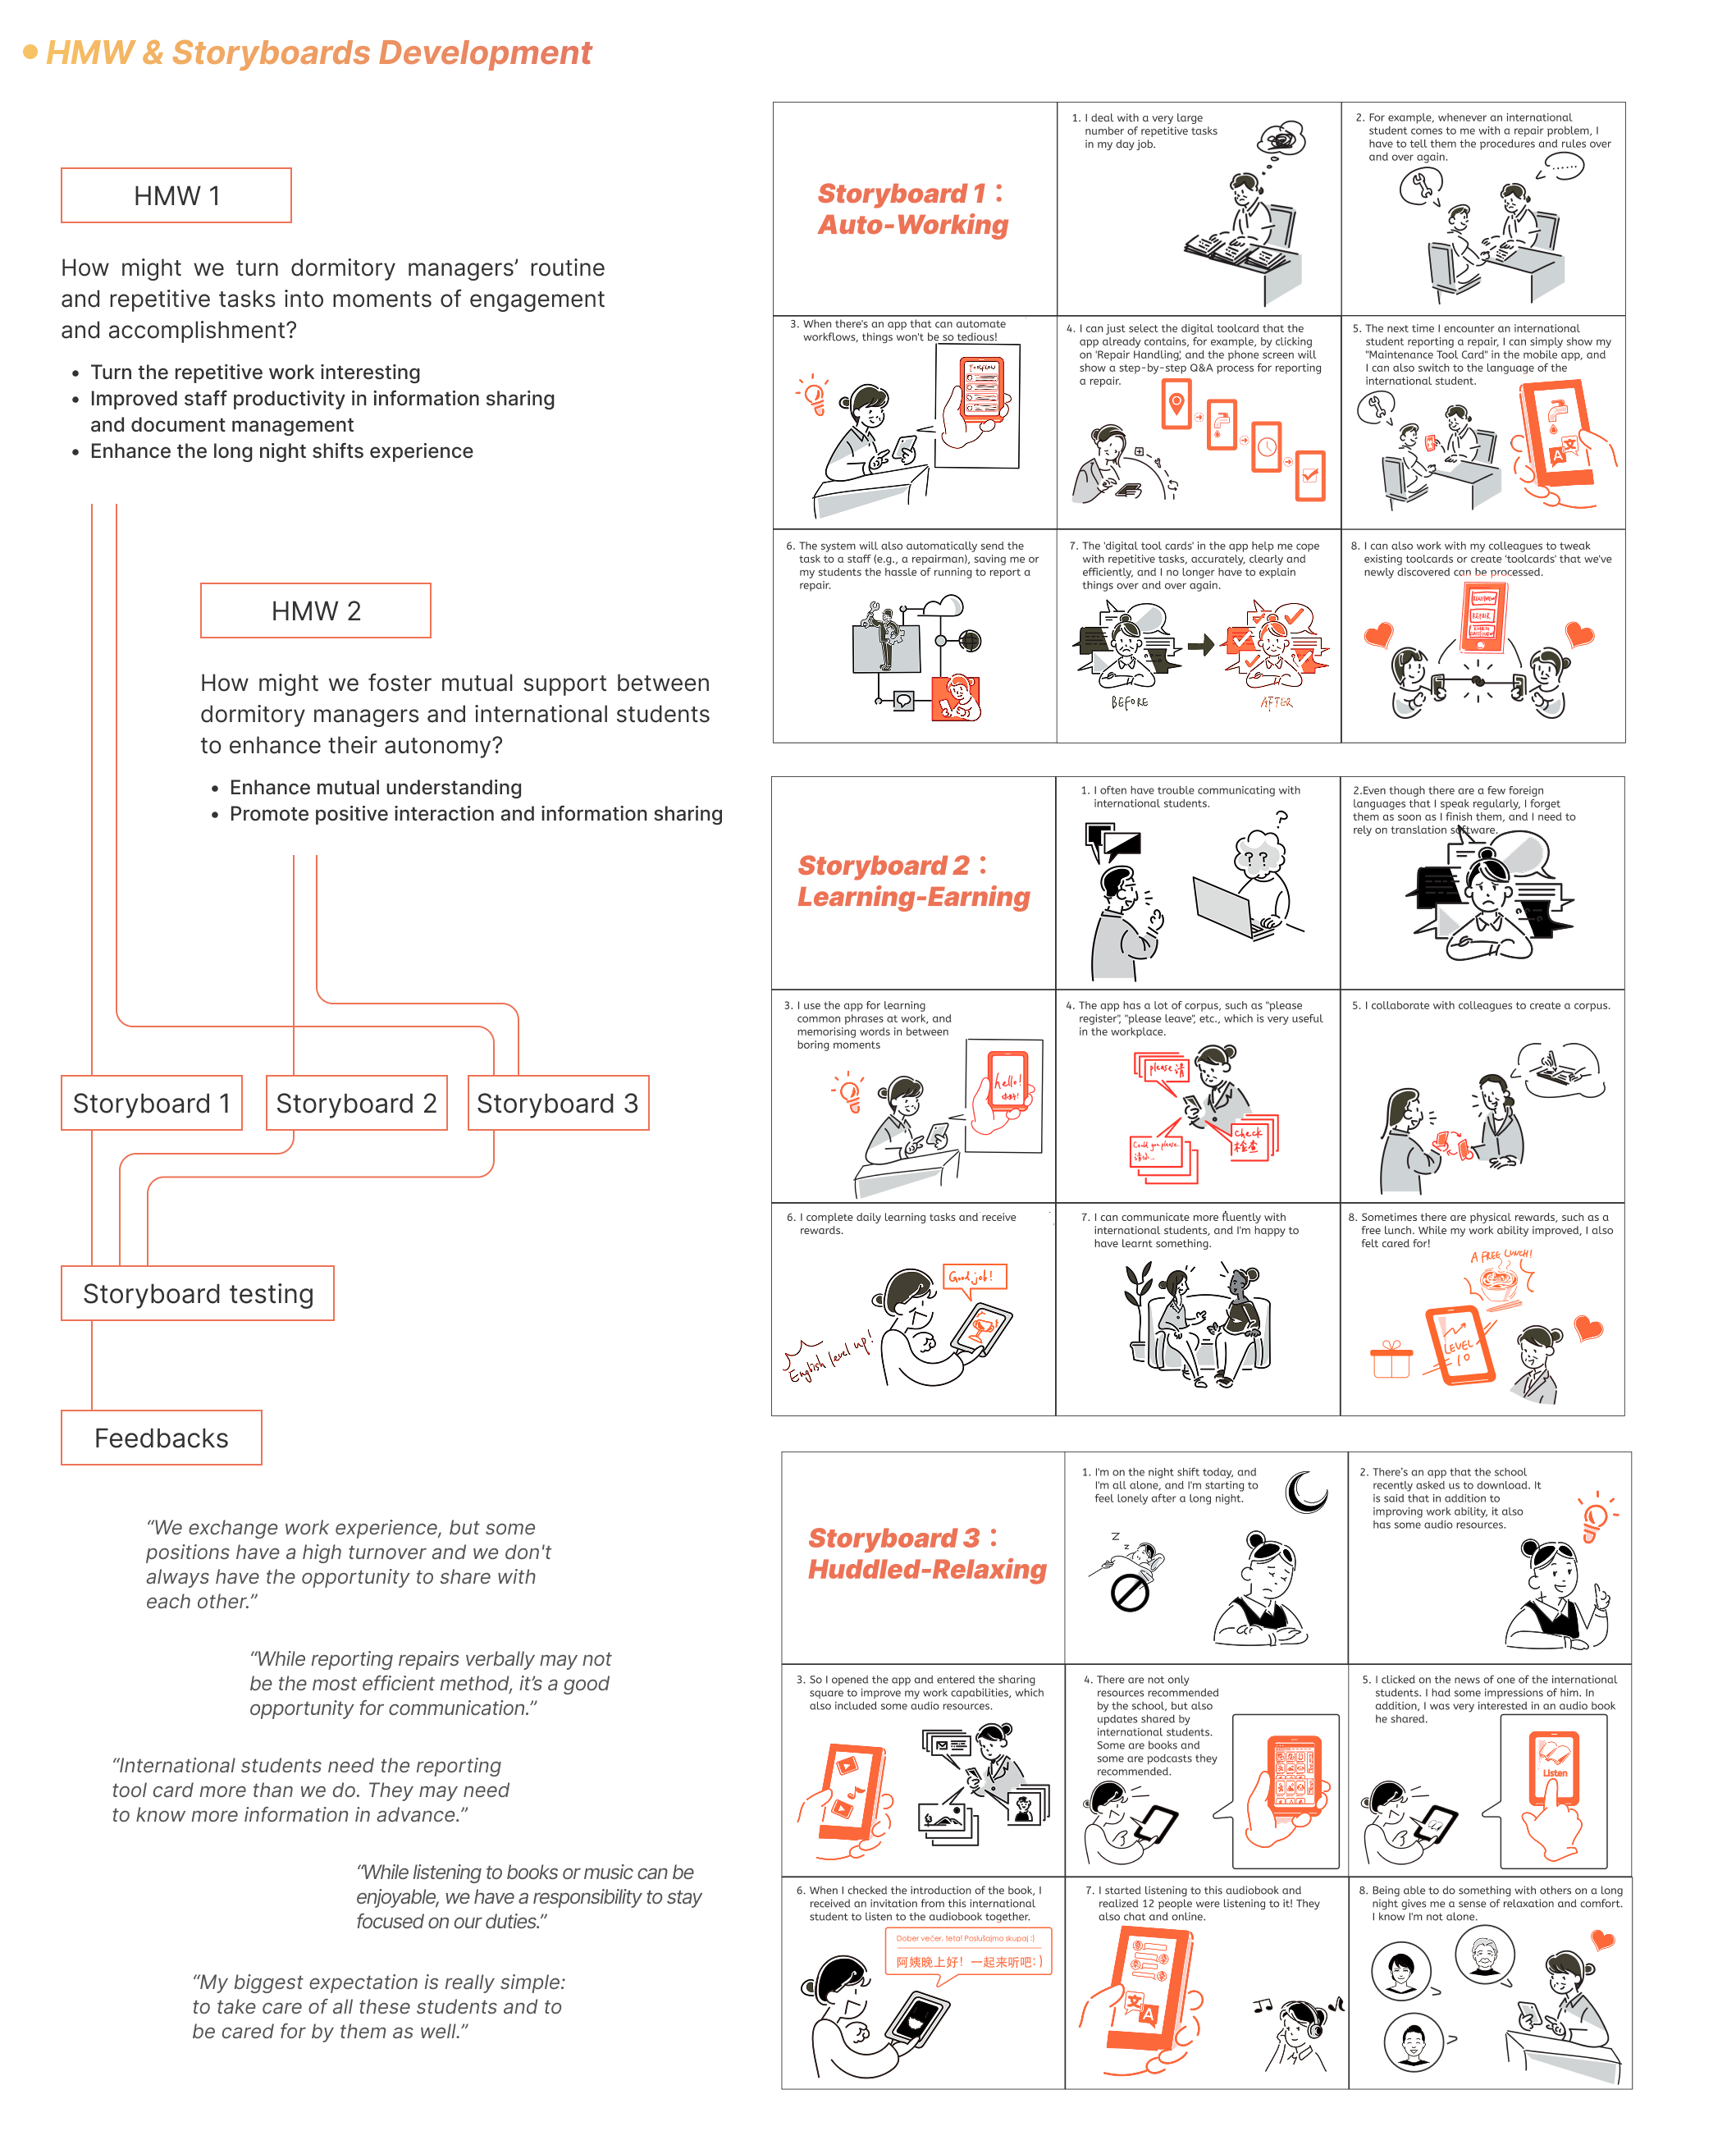 HMW & Storyboards Development
HMW 1
How might we turn dormitory managers’ routine
and repetitive tasks into moments of engagement
and accomplishment?
• Turn the repetitive work interesting
• Improved staff productivity in information sharing
and document management
• Enhance the long night shifts experience
HMW 2
How might we foster mutual support between
dormitory managers and international students
to enhance their autonomy?
• Enhance mutual understanding
• Promote positive interaction and information sharing
Storyboard 1
Storyboard 2
Storyboard 3
Storyboard testing
Feedbacks
“We exchange work experience, but some
positions have a high turnover and we don't
always have the opportunity to share with
each other.”
“While reporting repairs verbally may not
be the most efficient method, it’s a good
opportunity for communication.”
“International students need the reporting
tool card more than we do. They may need
to know more information in advance.”
“While listening to books or music can be
enjoyable, we have a responsibility to stay
focused on our duties.”
“My biggest expectation is really simple:
to take care of all these students and to
be cared for by them as well.”
Storyboard 1：
Auto-Working
1. I deal with a very large
number of repetitive tasks
in my day job.
2. For example, whenever an international
student comes to me with a repair problem, I
have to tell them the procedures and rules over
and over again.
3. When there's an app that can automate
workflows, things won't be so tedious!
4. I can just select the digital toolcard that the
app already contains, for example, by clicking
on 'Repair Handling', and the phone screen will
show a step-by-step Q&A process for reporting
a repair.
5. The next time I encounter an international
student reporting a repair, I can simply show my
"Maintenance Tool Card" in the mobile app, and
I can also switch to the language of the
international student.
文
A
6. The system will also automatically send the
task to a staff (e.g., a repairman), saving me or
my students the hassle of running to report a
repair.
7. The 'digital tool cards' in the app help me cope
with repetitive tasks, accurately, clearly and
efficiently, and I no longer have to explain
things over and over again.
BEFORE
AFTER
8. I can also work with my colleagues to tweak
existing toolcards or create 'toolcards' that we've
newly discovered can be processed.
REPAIR
Storyboard 2：
Learning-Earning
1. I often have trouble communicating with
international students.
?
? ?
2.Even though there are a few foreign
languages that I speak regularly, I forget
them as soon as I finish them, and I need to
rely on translation software.
3. I use the app for learning
common phrases at work, and
memorising words in between
boring moments
hello!
4. The app has a lot of corpus, such as "please
register", "please leave", etc., which is very useful
in the workplace.
please 请
Could you please
Check
检查
5. I collaborate with colleagues to create a corpus.
6. I complete daily learning tasks and receive
rewards.
Good job!
English level up!
7. I can communicate more fluently with
international students, and I'm happy to
have learnt something.
8. Sometimes there are physical rewards, such as a
free lunch. While my work ability improved, I also
felt cared for!
A FREE LUNCH!
LEVEL
10
Storyboard 3：
Huddled-Relaxing
1. I'm on the night shift today, and
I'm all alone, and I'm starting to
feel lonely after a long night.
z
z
z
2. There's an app that the school
recently asked us to download. It
is said that in addition to
improving work ability, it also
has some audio resources.
3. So I opened the app and entered the sharing
square to improve my work capabilities, which
also included some audio resources.
4. There are not only
resources recommended
by the school, but also
updates shared by
international students.
Some are books and
some are podcasts they
recommended.
5. I clicked on the news of one of the international
students. I had some impressions of him. In
addition, I was very interested in an audio book
he shared.
Listen
6. When I checked the introduction of the book, I
received an invitation from this international
student to listen to the audiobook together.
Dober večer, teta! Poslušajmo skupaj :)
阿姨晚上好！一起来听吧：)
7. I started listening to this audiobook and
realized 12 people were listening to it! They
also chat and online.
文
A
8. Being able to do something with others on a long
night gives me a sense of relaxation and comfort.
I know I'm not alone.